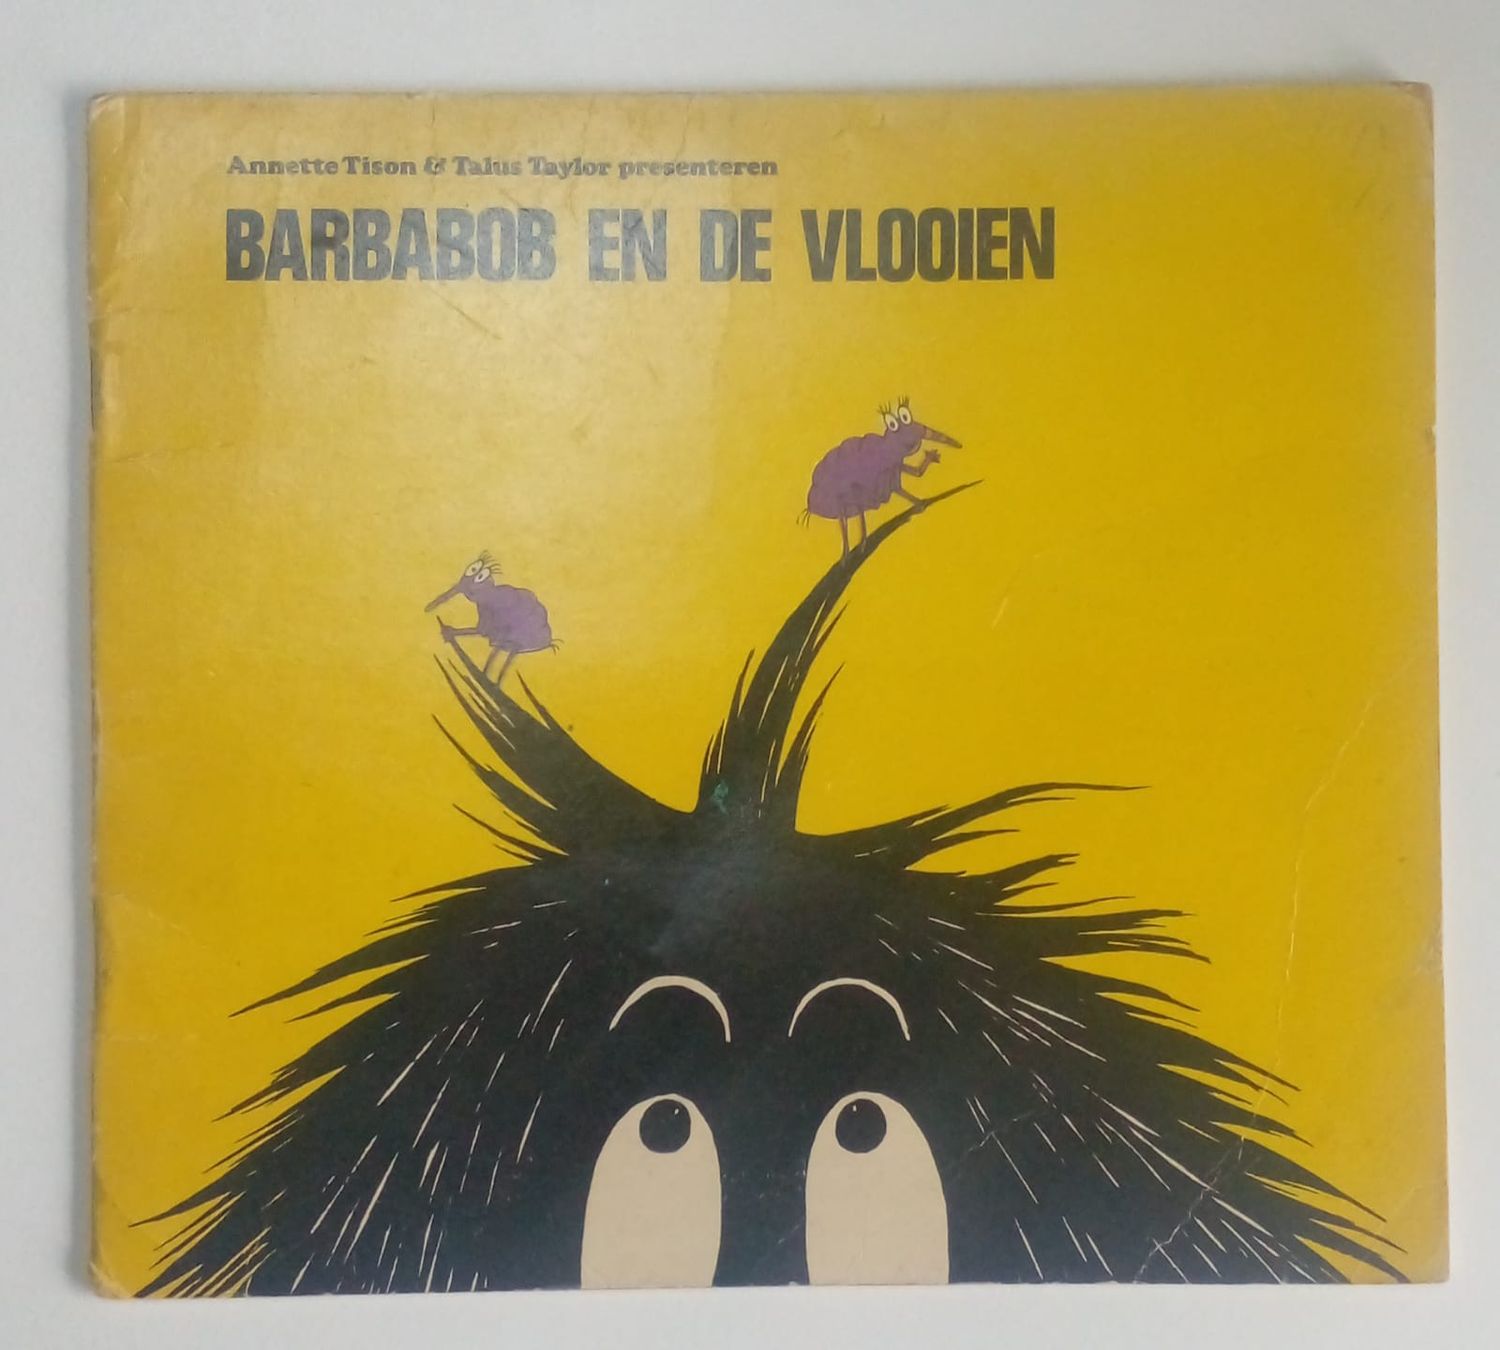 Annette Tison & Talus Taylor presenteren
BARBABOB EN DE VLOOIEN